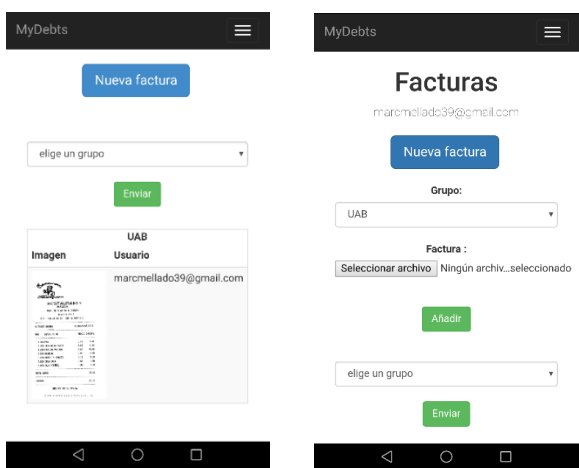 MyDebts
Nueva factura
elige un grupo
Enviar
UAB
Imagen Usuario
marcmellado39@gmail.com
MyDebts
Facturas
marcmellado39@gmail.com
Nueva factura
Grupo:
UAB
Factura :
Seleccionar archivo Ningún archiv...seleccionado
Añadir
elige un grupo
Enviar